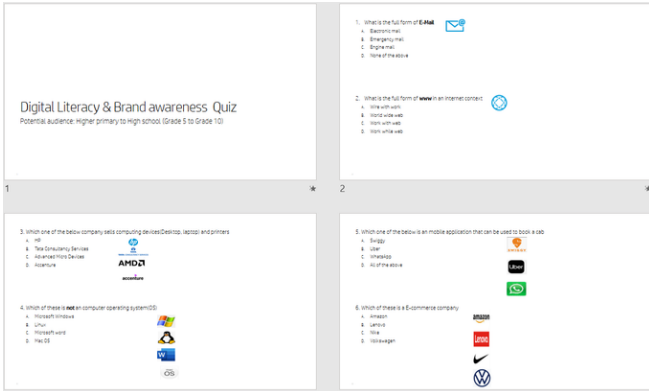 Digital Literacy & Brand awareness Quiz
Potential audience: Higher primary to High school (Grade 5 to Grade 10)
1
1. What is the full form of E-Mail
A. Electronic mail
B. Emergency mail
C. Engine mail
D. None of the above
2. What is the full form of www in an internet context
A. Wire with work
B. World wide web
C. Work with web
D. Work while web
2
3. Which one of the below company sells computing devices(Desktop, laptop) and printers
A. HP
B. Tata Consultancy Services
C. Advanced Micro Devices
D. Accenture
hp
AMD
accenture
4. Which of these is not an computer operating system(OS)
A. Microsoft Windows
B. Linux
C. Microsoft word
D. Mac OS
W
OS
5. Which one of the below is an mobile application that can be used to book a cab
A. Swiggy
B. Uber
C. WhatsApp
D. All of the above
Uber
6. Which of these is a E-commerce company
A. Amazon
B. Lenovo
C. Nike
D. Volkswagen
amazon
Lenovo